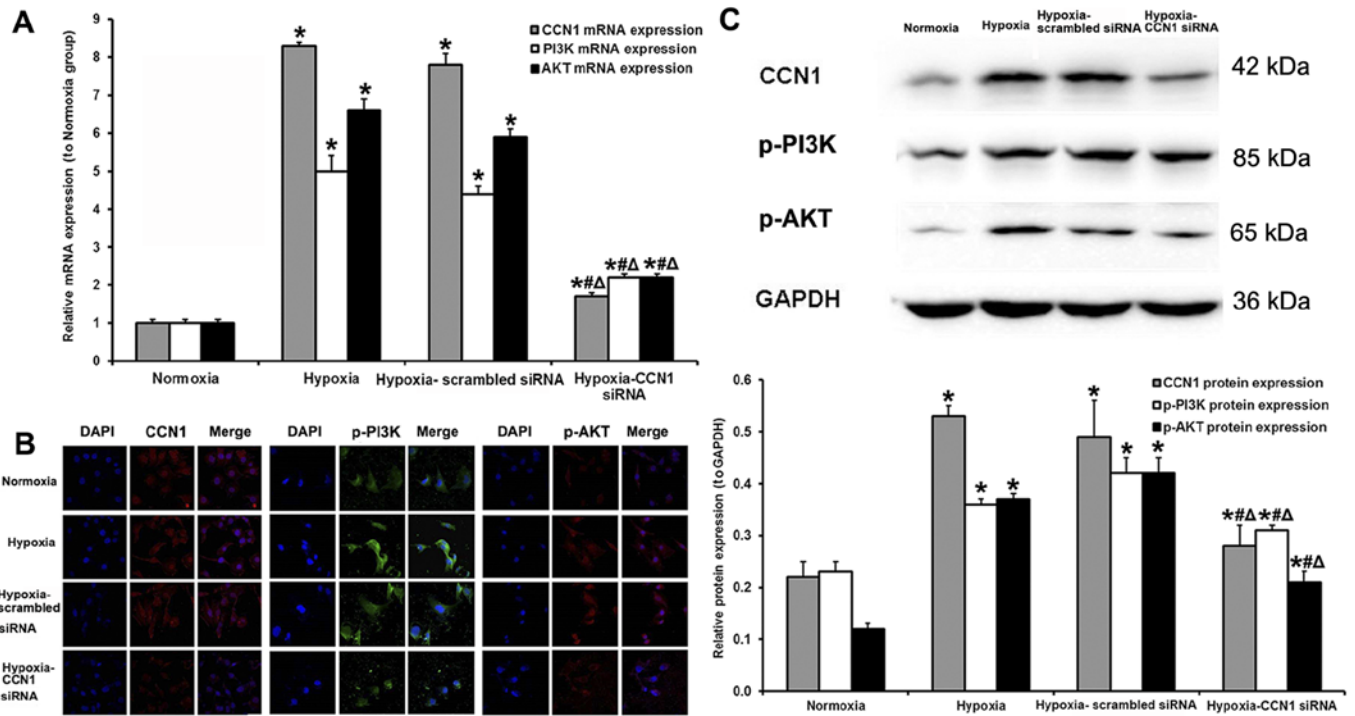 A
Relative mRNA expression (to Normoxia group)
9
8
7
6
5
4
3
2
1
0
CCN1 mRNA expression
PI3K mRNA expression
AKT mRNA expression
*
*
*
*
*
*
*#Δ
*#Δ
*#Δ
Normoxia
Hypoxia
Hypoxia- scrambled siRNA
Hypoxia-CCN1
siRNA
B
DAPI CCN1 Merge DAPI p-PI3K Merge DAPI p-AKT Merge
Normoxia
Hypoxia
Hypoxia-
scrambled
siRNA
Hypoxia-
CCN1
siRNA
C
Normoxia
Hypoxia
Hypoxia-
scrambled siRNA
Hypoxia-
CCN1 siRNA
CCN1 42 kDa
p-PI3K 85 kDa
p-AKT 65 kDa
GAPDH 36 kDa
Relative protein expression (to GAPDH)
0.6
0.5
0.4
0.3
0.2
0.1
0.0
CCN1 protein expression
p-PI3K protein expression
p-AKT protein expression
*
*
*
*
*
*
*#Δ
*#Δ
*#Δ
Normoxia
Hypoxia
Hypoxia- scrambled siRNA
Hypoxia-CCN1 siRNA